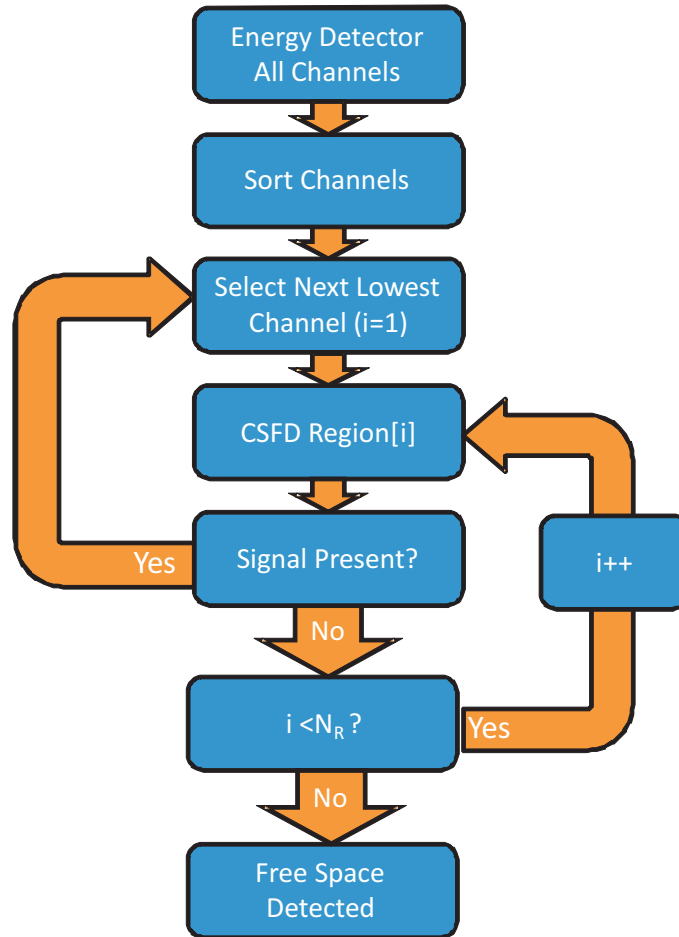 Energy Detector
All Channels
Sort Channels
Select Next Lowest
Channel (i=1)
CSFD Region[i]
Signal Present?
Yes
i++
No
i <N_R ?
Yes
No
Free Space
Detected